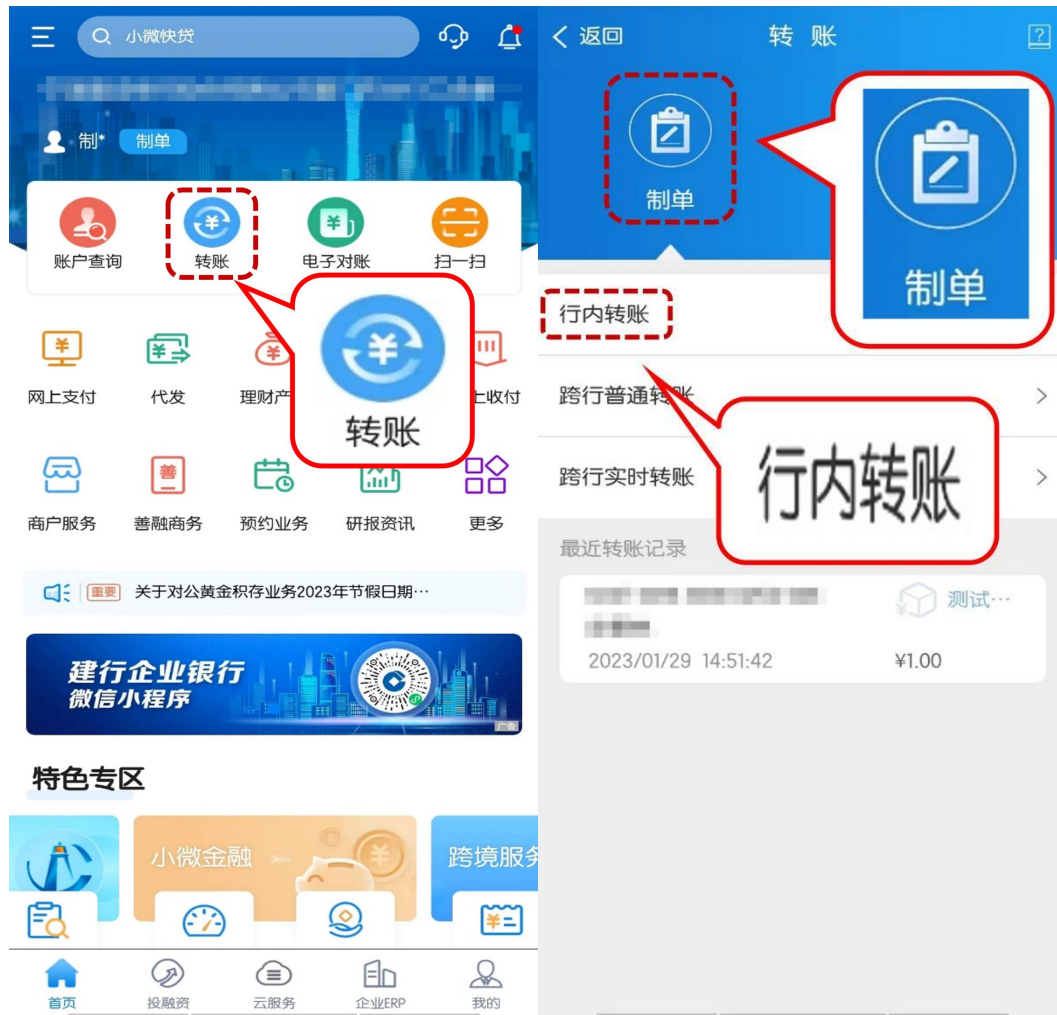 小微快贷
制*
制单
账户查询
转账
电子对账
扫一扫
转账
网上支付
代发
理财产
上收付
商户服务
善
善融商务
预约业务
研报资讯
更多
重要 关于对公黄金积存业务2023年节假日期…
建行企业银行
微信小程序
广告
特色专区
小微金融
跨境服务
首页
投融资
云服务
企业ERP
我的
返回
转 账
?
制单
制单
行内转账
行内转账
跨行普通转账
跨行实时转账
最近转账记录
测试…
2023/01/29 14:51:42
¥1.00